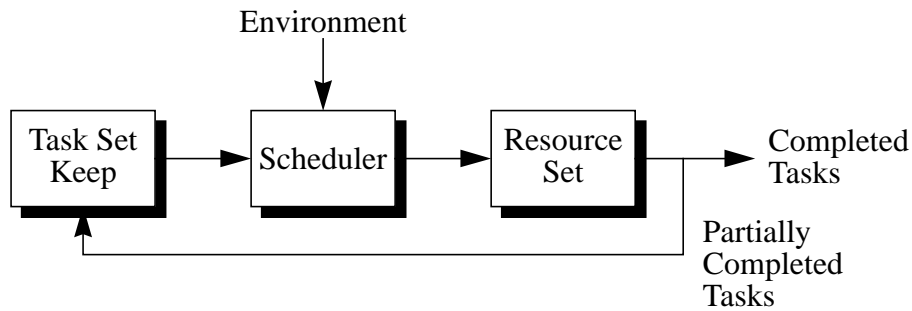 Environment
Task Set
Keep
Scheduler
Resource
Set
Completed
Tasks
Partially
Completed
Tasks